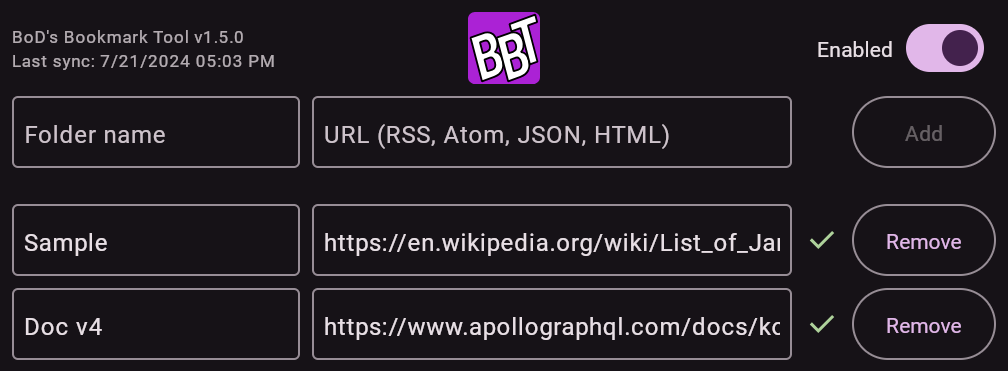 BoD's Bookmark Tool v1.5.0
Last sync: 7/21/2024 05:03 PM
BBT
Enabled
Folder name
URL (RSS, Atom, JSON, HTML)
Add
Sample
https://en.wikipedia.org/wiki/List_of_Jar
Remove
Doc v4
https://www.apollographql.com/docs/kc
Remove